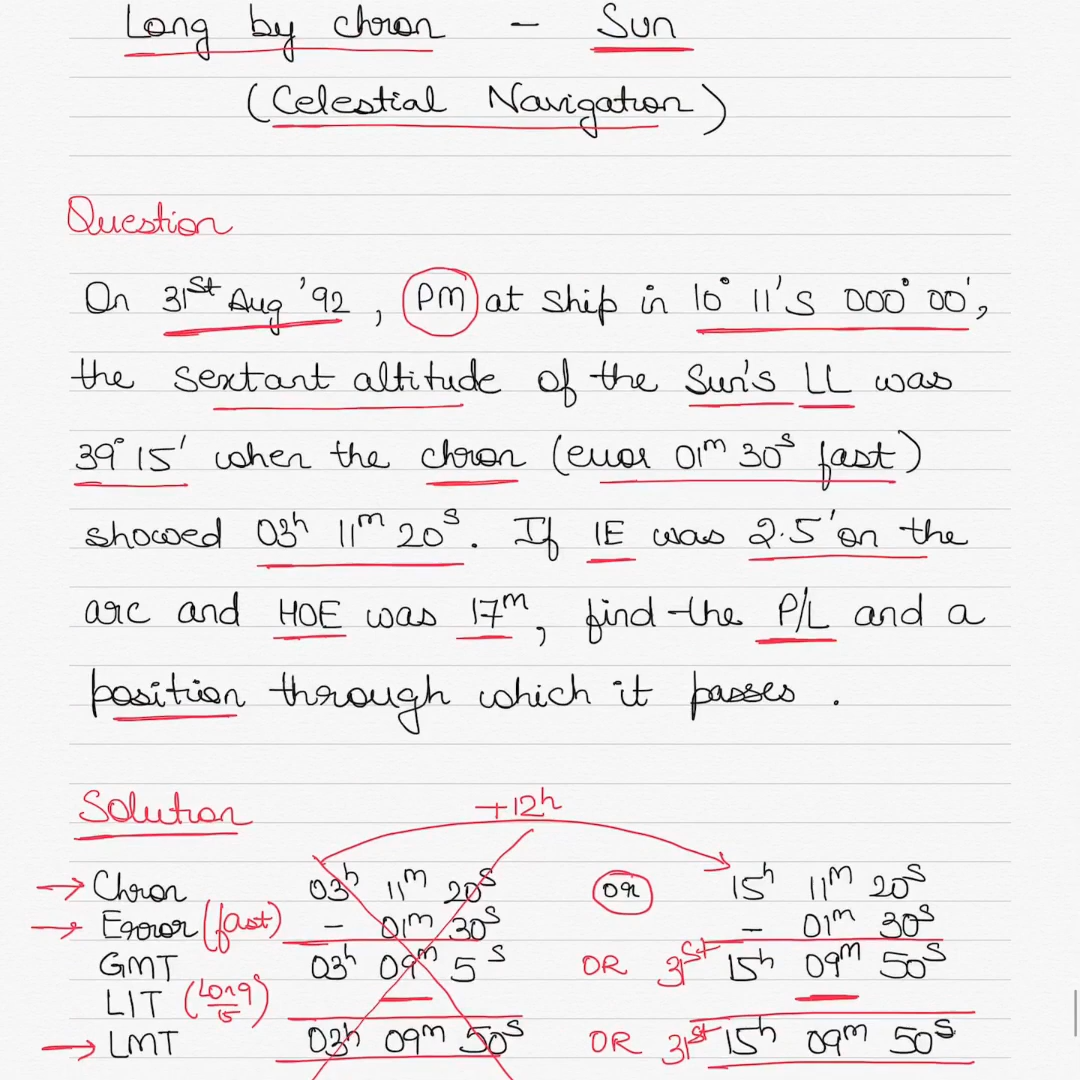 Long by chron - Sun
(Celestial Navigation)
Question
On 31st Aug '92, PM at ship in 10° 11' S 000° 00',
the sextant altitude of the Sun's LL was
39° 15' when the chron (error 01m 30s fast)
showed 03h 11m 20s. If IE was 2.5' on the
arc and HOE was 17m, find the P/L and a
position through which it passes.
Solution
+12h
→ Chron 03h 11m 20s OR 15h 11m 20s
→ Error (fast) - 01m 30s - 01m 30s
GMT 03h 09m 5s OR 31st 15h 09m 50s
LIT (Long/15)
→ LMT 03h 09m 50s OR 31st 15h 09m 50s